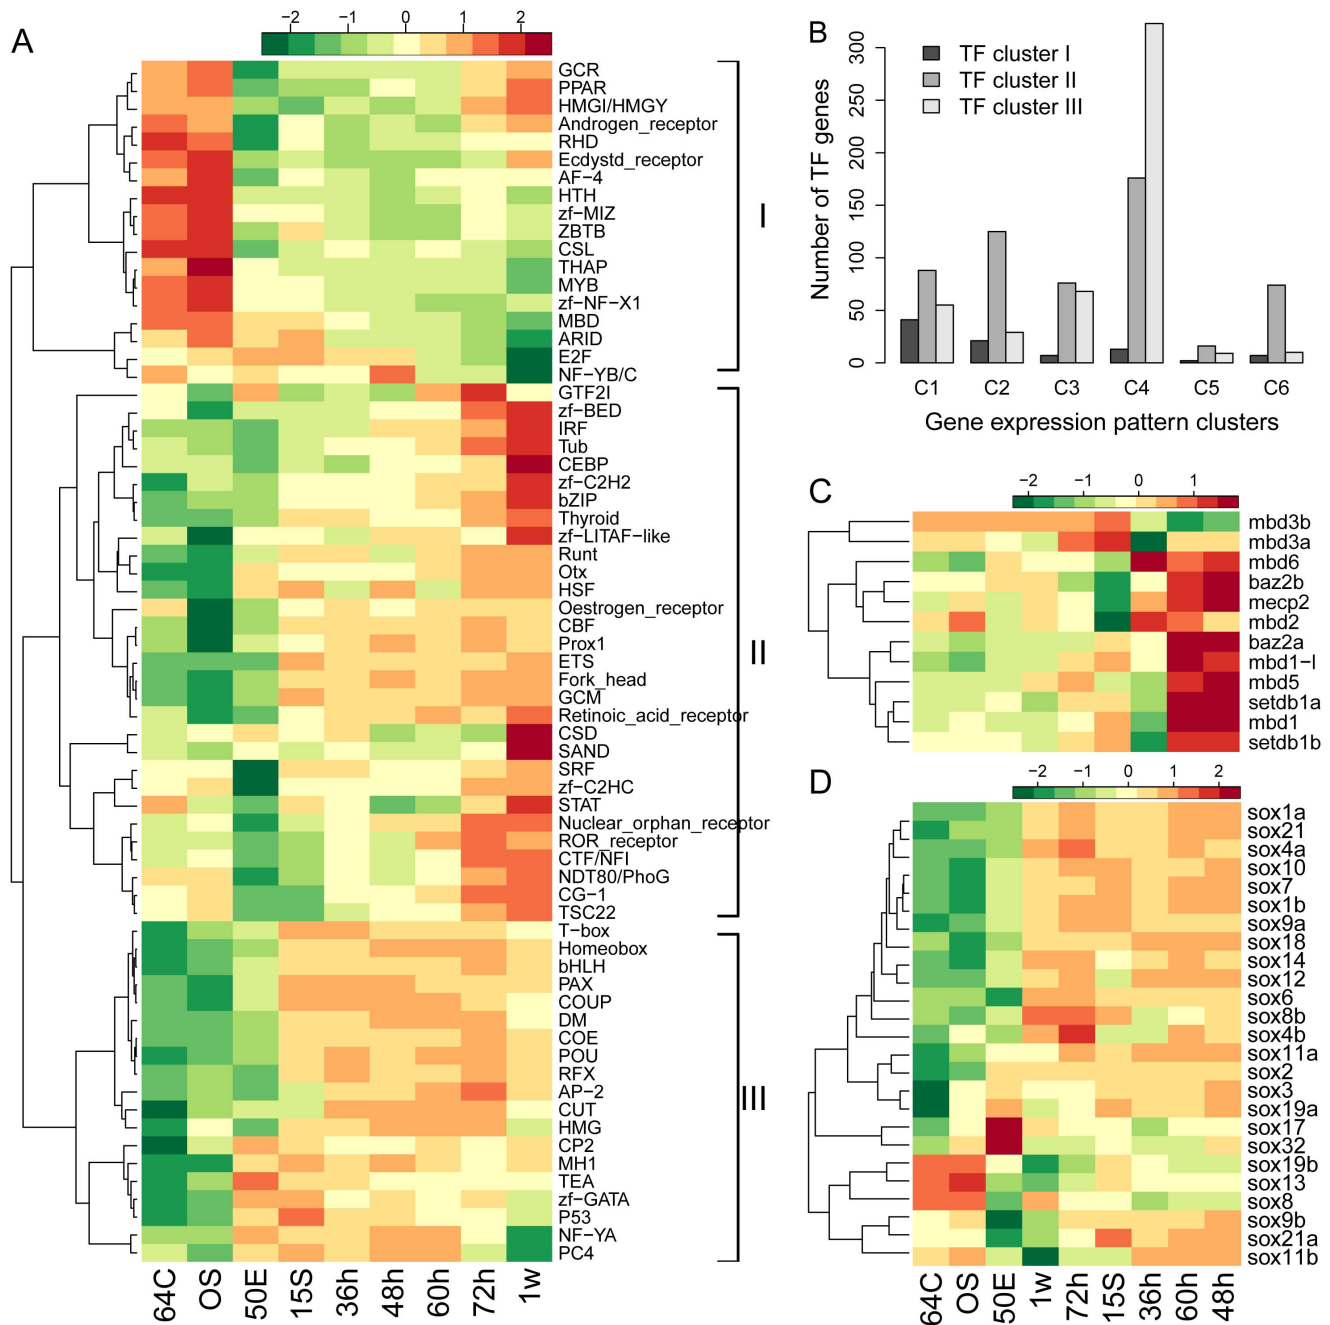 A
−2 −1 0 1 2
GCR
PPAR
HMGI/HMGY
Androgen_receptor
RHD
Ecdystd_receptor
AF−4
HTH
zf−MIZ
ZBTB
CSL
THAP
MYB
zf−NF−X1
MBD
ARID
E2F
NF−YB/C
I
GTF2I
zf−BED
IRF
Tub
CEBP
zf−C2H2
bZIP
Thyroid
zf−LITAF−like
Runt
Otx
HSF
Oestrogen_receptor
CBF
Prox1
ETS
Fork_head
GCM
Retinoic_acid_receptor
CSD
SAND
SRF
zf−C2HC
STAT
Nuclear_orphan_receptor
ROR_receptor
CTF/NFI
NDT80/PhoG
CG−1
TSC22
II
T−box
Homeobox
bHLH
PAX
COUP
DM
COE
POU
RFX
AP−2
CUT
HMG
CP2
MH1
TEA
zf−GATA
P53
NF−YA
PC4
III
64C OS 50E 15S 36h 48h 60h 72h 1w
B
Number of TF genes
300
250
200
150
100
50
0
TF cluster I
TF cluster II
TF cluster III
C1 C2 C3 C4 C5 C6
Gene expression pattern clusters
C
−2 −1 0 1
mbd3b
mbd3a
mbd6
baz2b
mecp2
mbd2
baz2a
mbd1−l
mbd5
setdb1a
mbd1
setdb1b
D
−2 −1 0 1 2
sox1a
sox21
sox4a
sox10
sox7
sox1b
sox9a
sox18
sox14
sox12
sox6
sox8b
sox4b
sox11a
sox2
sox3
sox19a
sox17
sox32
sox19b
sox13
sox8
sox9b
sox21a
sox11b
64C OS 50E 1w 72h 15S 36h 60h 48h